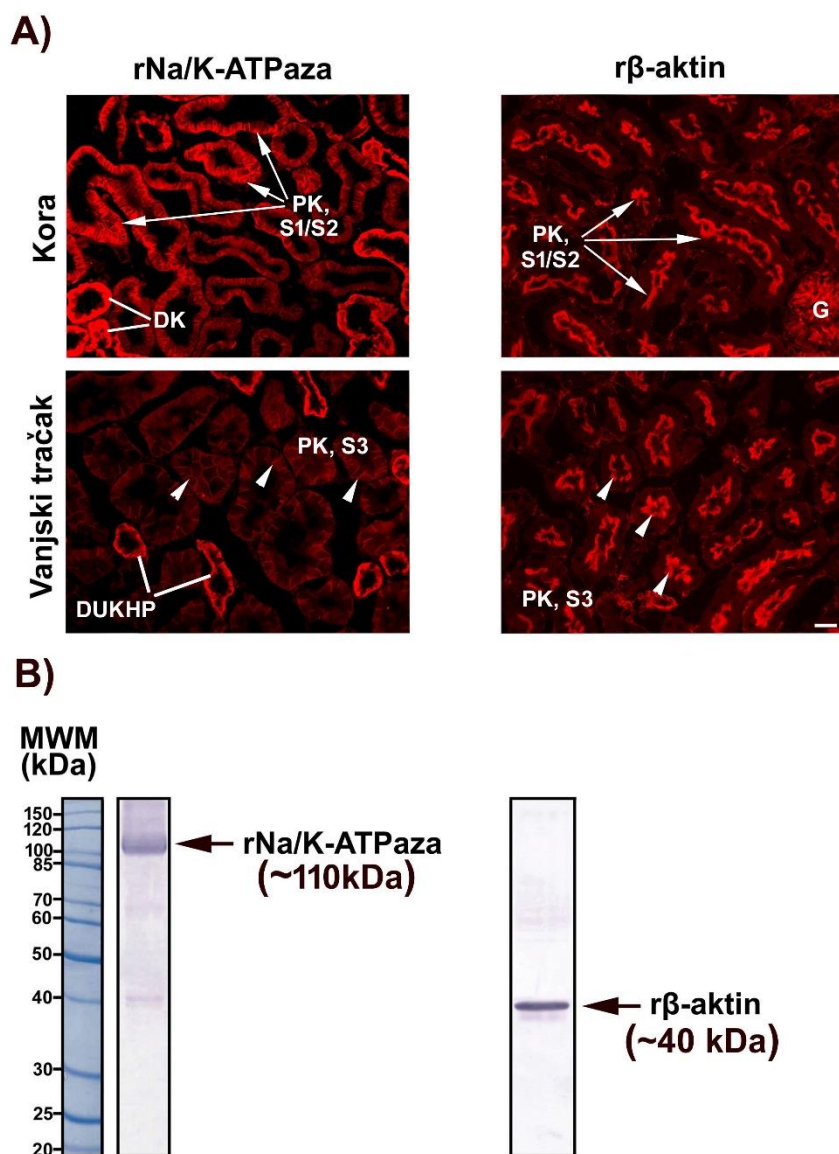 A)
rNa/K-ATPaza
rβ-aktin
Kora
PK,
S1/S2
DK
PK,
S1/S2
G
Vanjski tračak
PK, S3
DUKHP
PK, S3
B)
MWM
(kDa)
150
120
100
85
70
60
50
40
30
25
20
rNa/K-ATPaza
(~110kDa)
rβ-aktin
(~40 kDa)